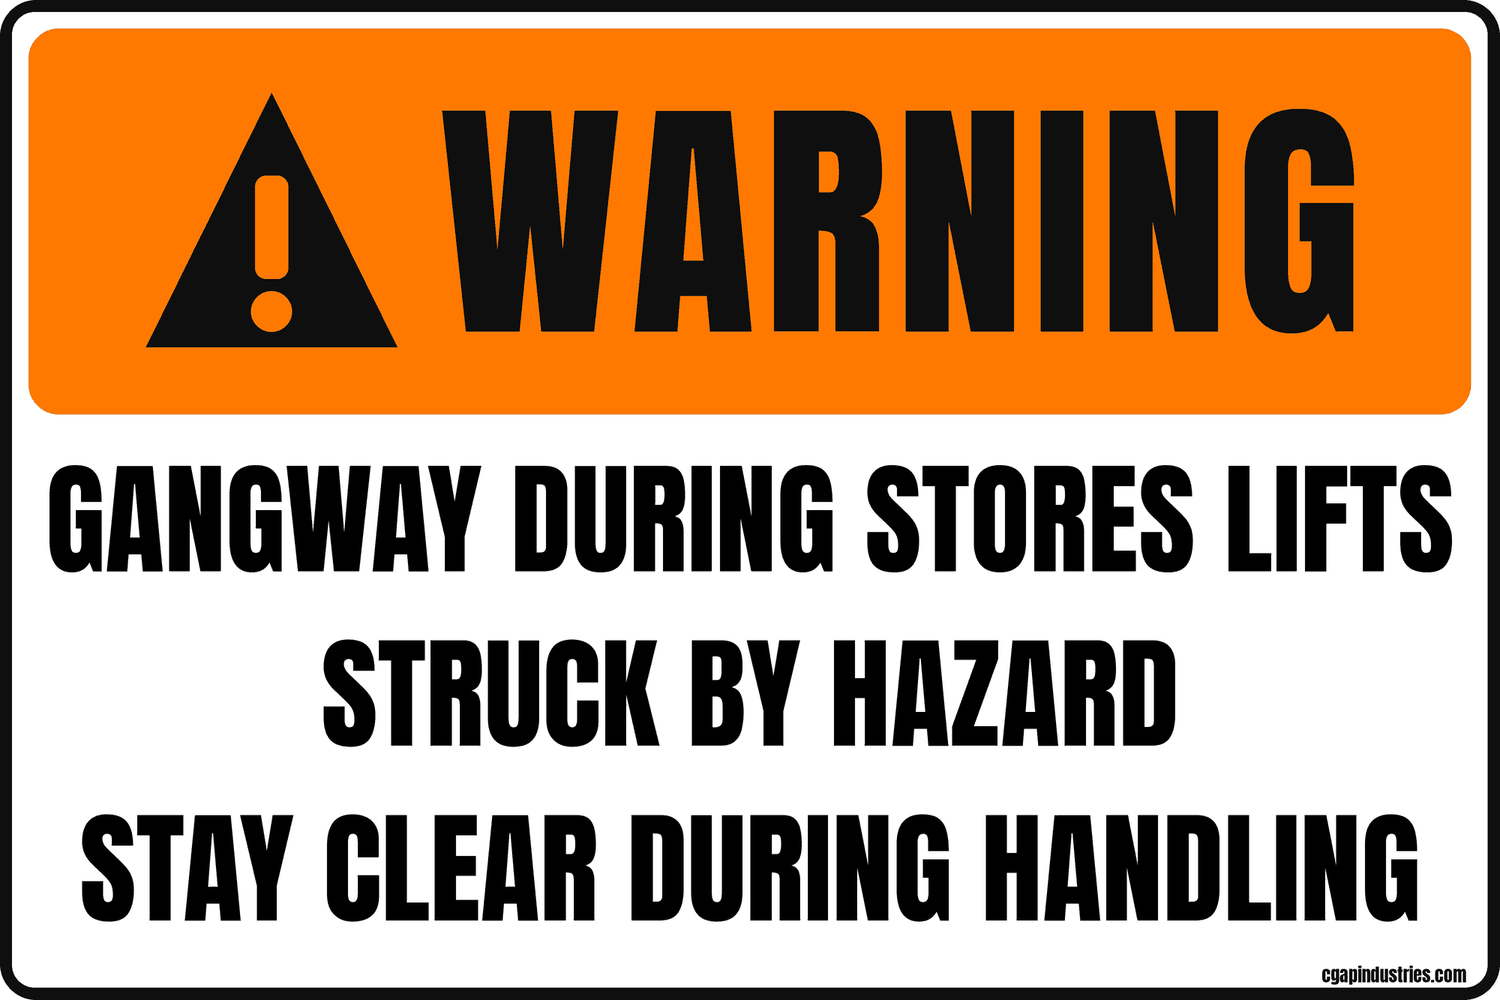 WARNING
GANGWAY DURING STORES LIFTS
STRUCK BY HAZARD
STAY CLEAR DURING HANDLING
cgapindustries.com